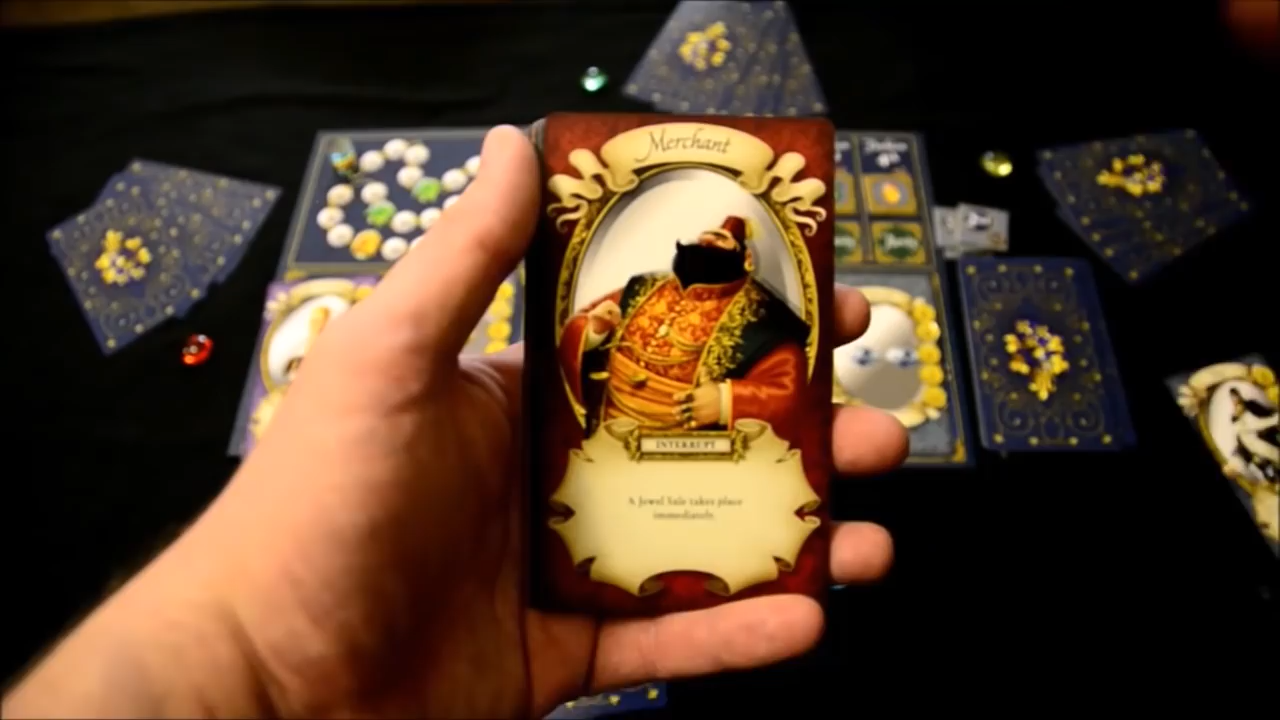 Merchant
INTERRUPT
A Jewel Sale takes place
immediately.